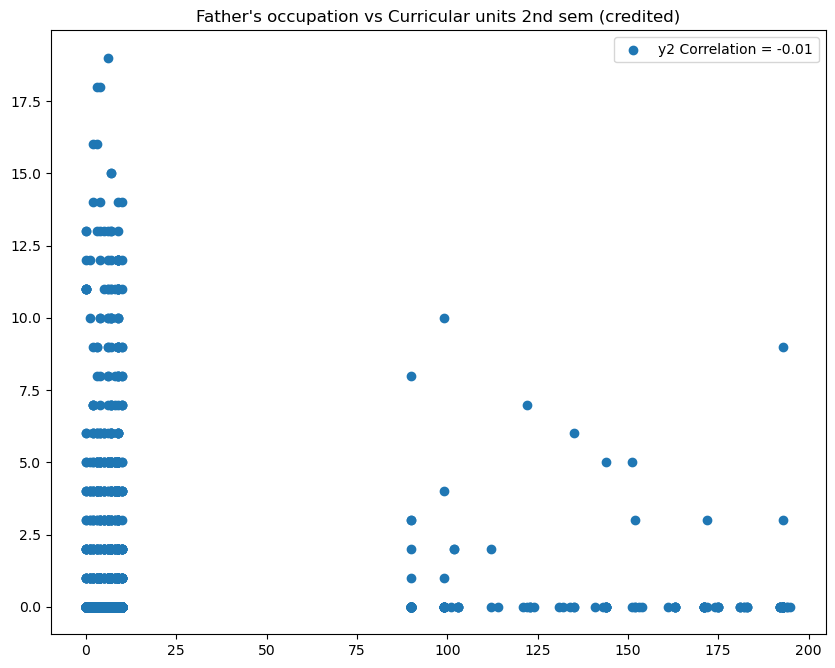 Father's occupation vs Curricular units 2nd sem (credited)
y2 Correlation = -0.01
17.5
15.0
12.5
10.0
7.5
5.0
2.5
0.0
0 25 50 75 100 125 150 175 200